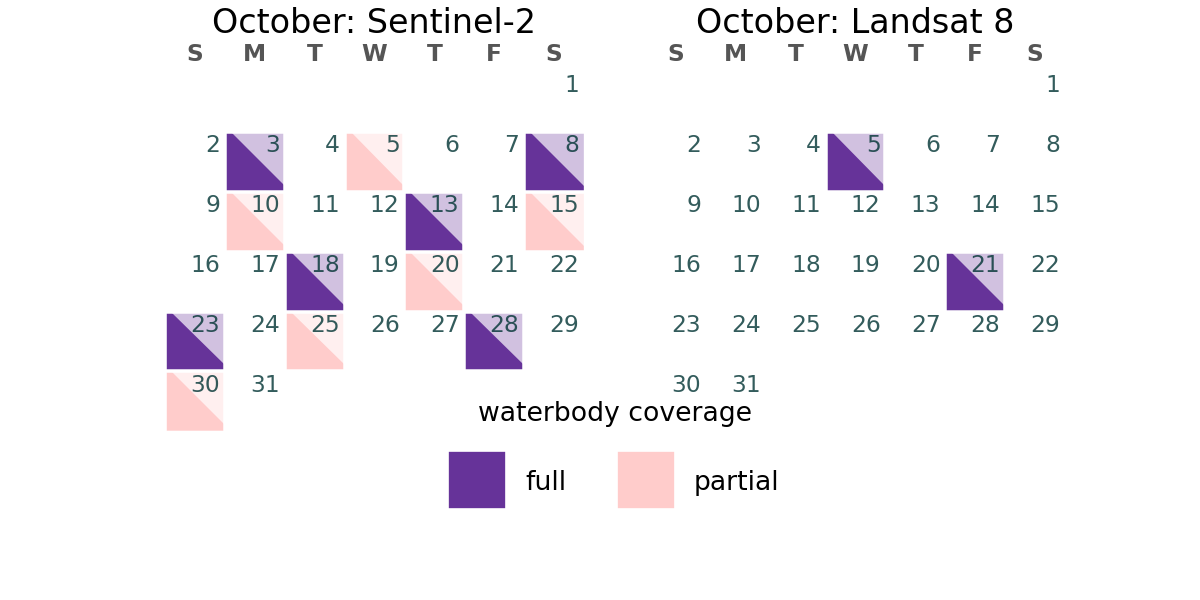 October: Sentinel-2
S M T W T F S
1
2 3 4 5 6 7 8
9 10 11 12 13 14 15
16 17 18 19 20 21 22
23 24 25 26 27 28 29
30 31
October: Landsat 8
S M T W T F S
1
2 3 4 5 6 7 8
9 10 11 12 13 14 15
16 17 18 19 20 21 22
23 24 25 26 27 28 29
30 31
waterbody coverage
full partial